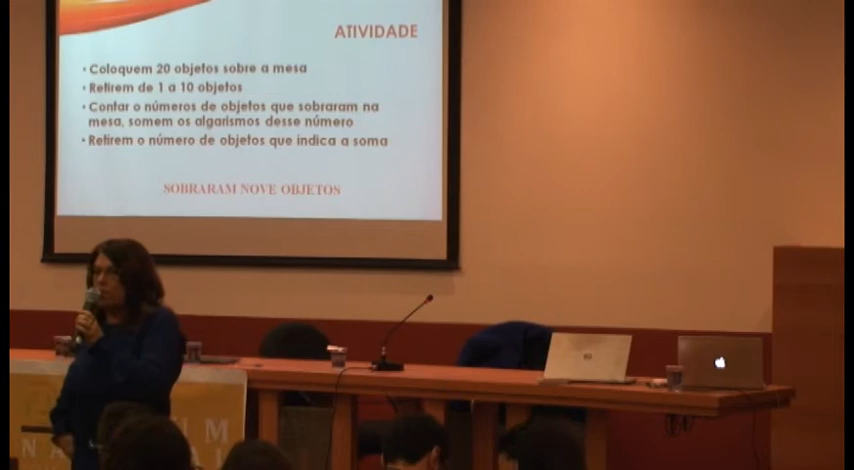 ATIVIDADE
• Coloquem 20 objetos sobre a mesa
• Retirem de 1 a 10 objetos
• Contar o números de objetos que sobraram na
mesa, somem os algarismos desse número
• Retirem o número de objetos que indica a soma
SOBRARAM NOVE OBJETOS